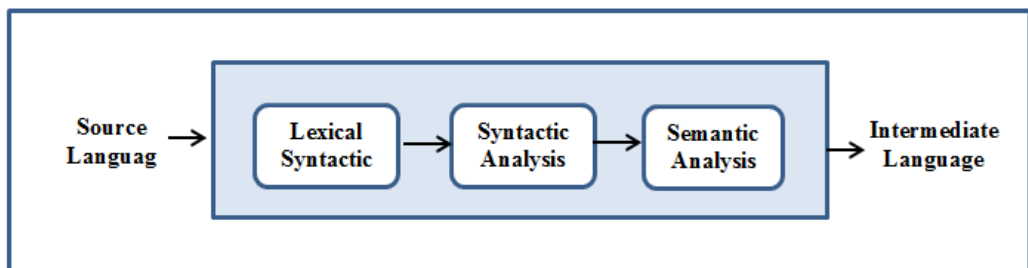 Source
Languag
Lexical
Syntactic
Syntactic
Analysis
Semantic
Analysis
Intermediate
Language